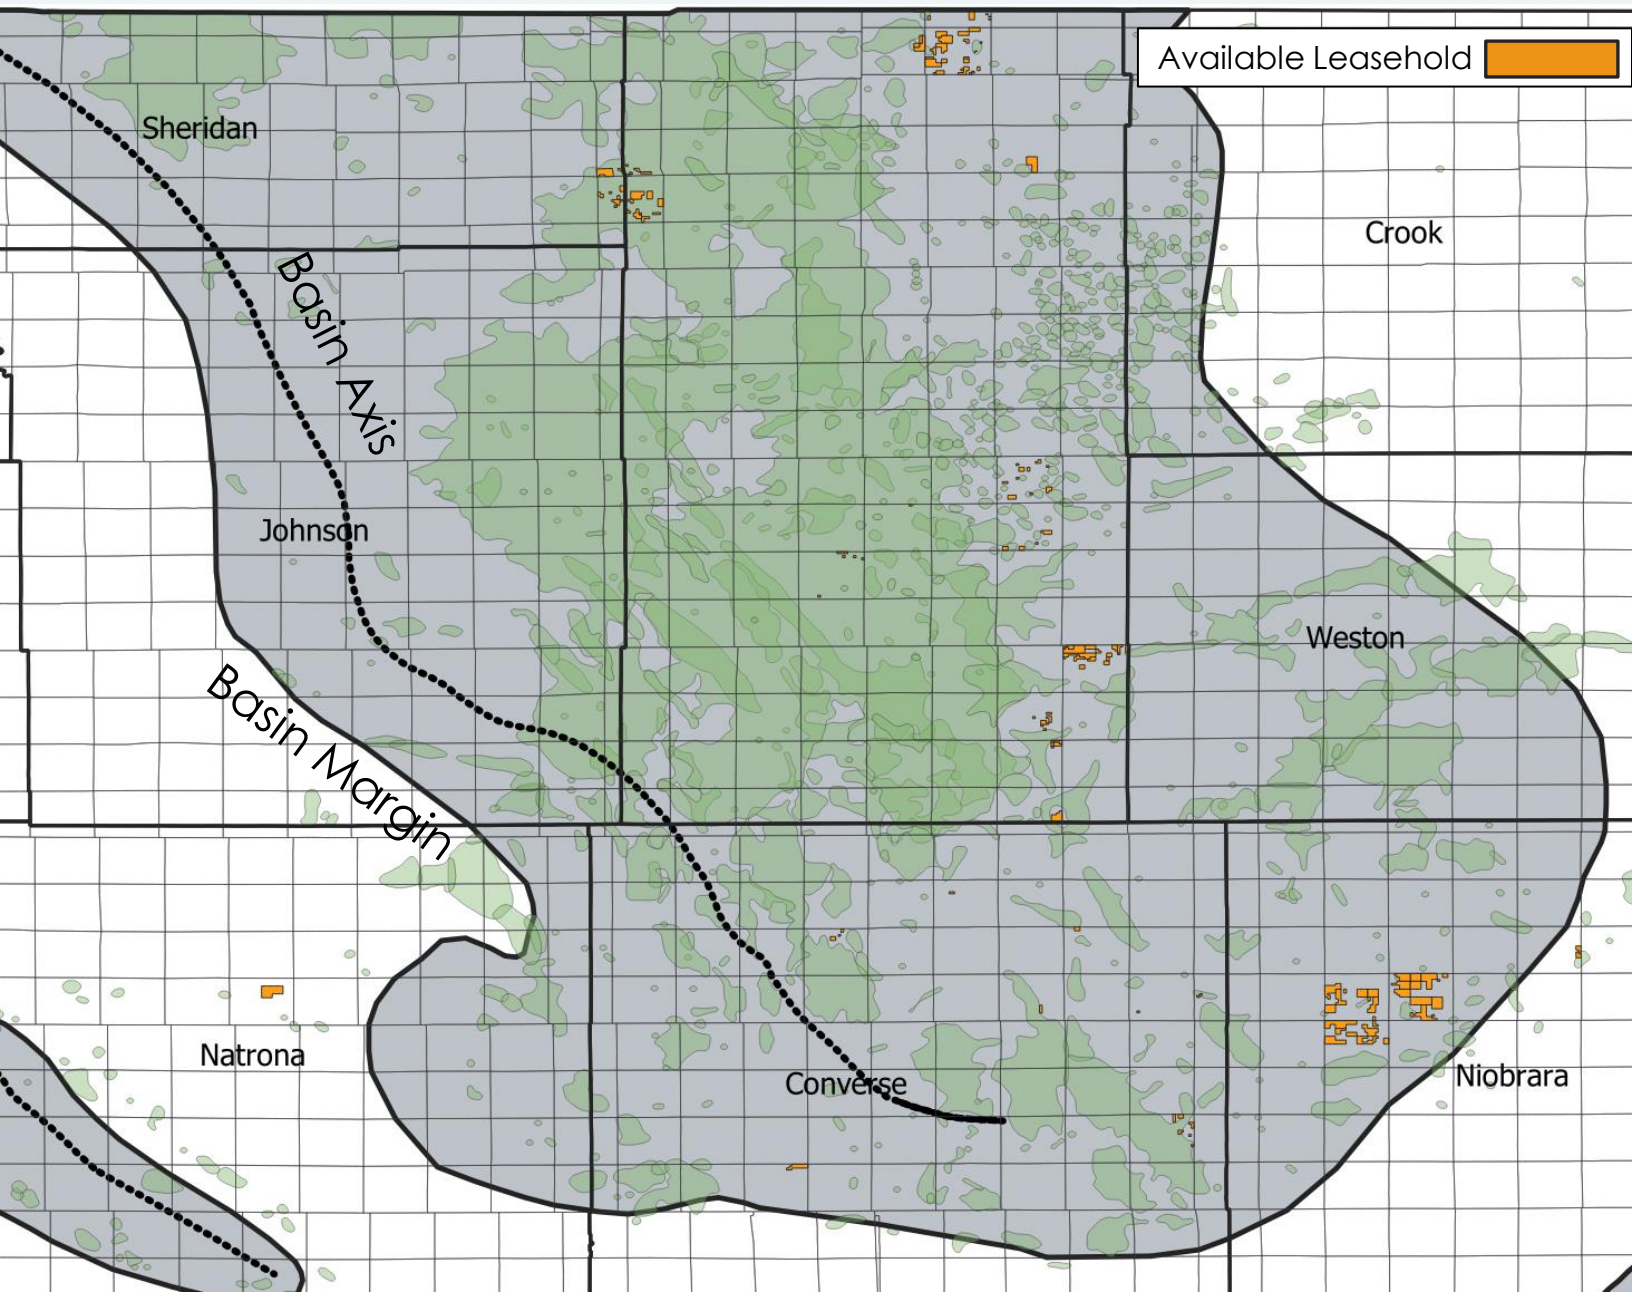 Available Leasehold
Sheridan
Crook
Basin Axis
Johnson
Weston
Basin Margin
Natrona
Converse
Niobrara